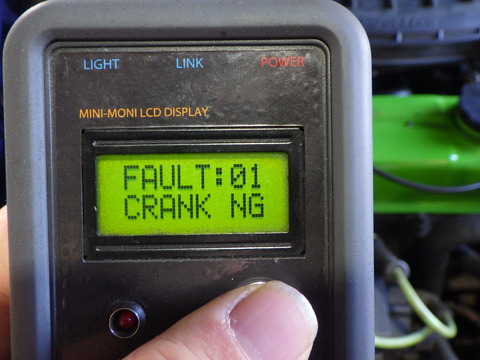 LIGHT LINK POWER
MINI-MONI LCD DISPLAY
FAULT:01
CRANK NG